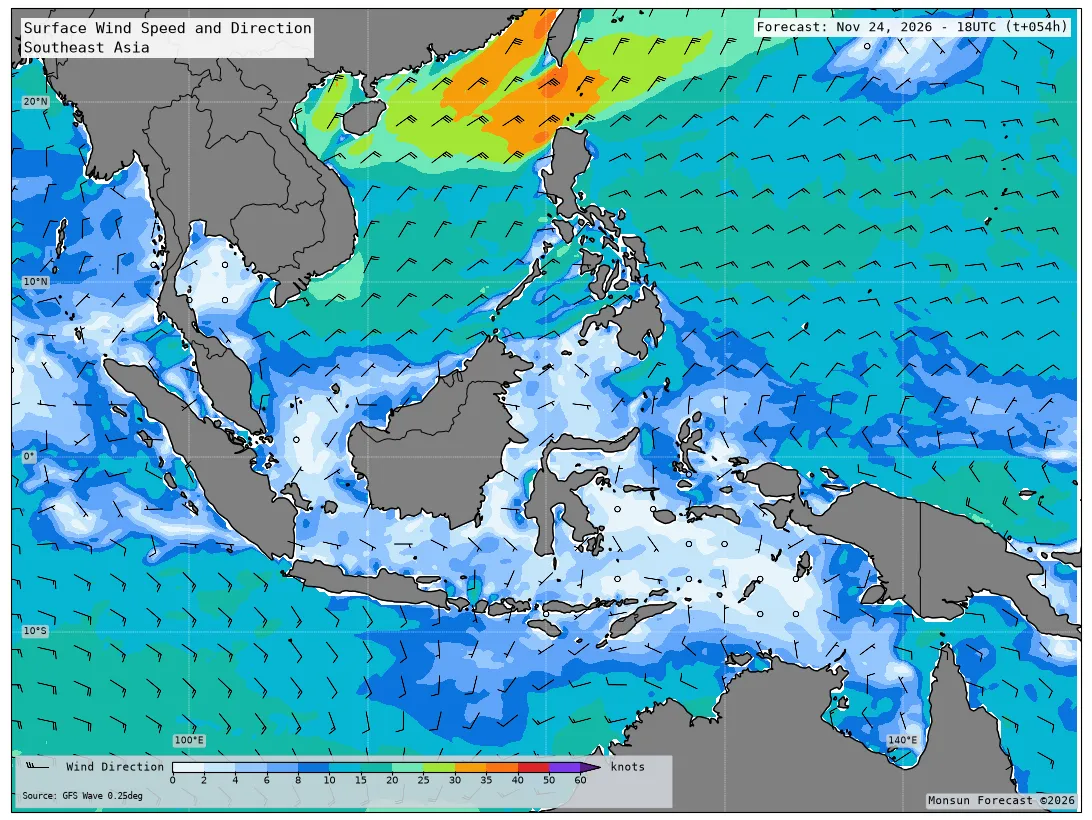 Surface Wind Speed and Direction
Southeast Asia
Forecast: Nov 24, 2026 - 18UTC (t+054h)
20°N
10°N
0°
10°S
100°E
140°E
Wind Direction
0 2 4 6 8 10 15 20 25 30 35 40 50 60
knots
Source: GFS Wave 0.25deg
Monsun Forecast ©2026